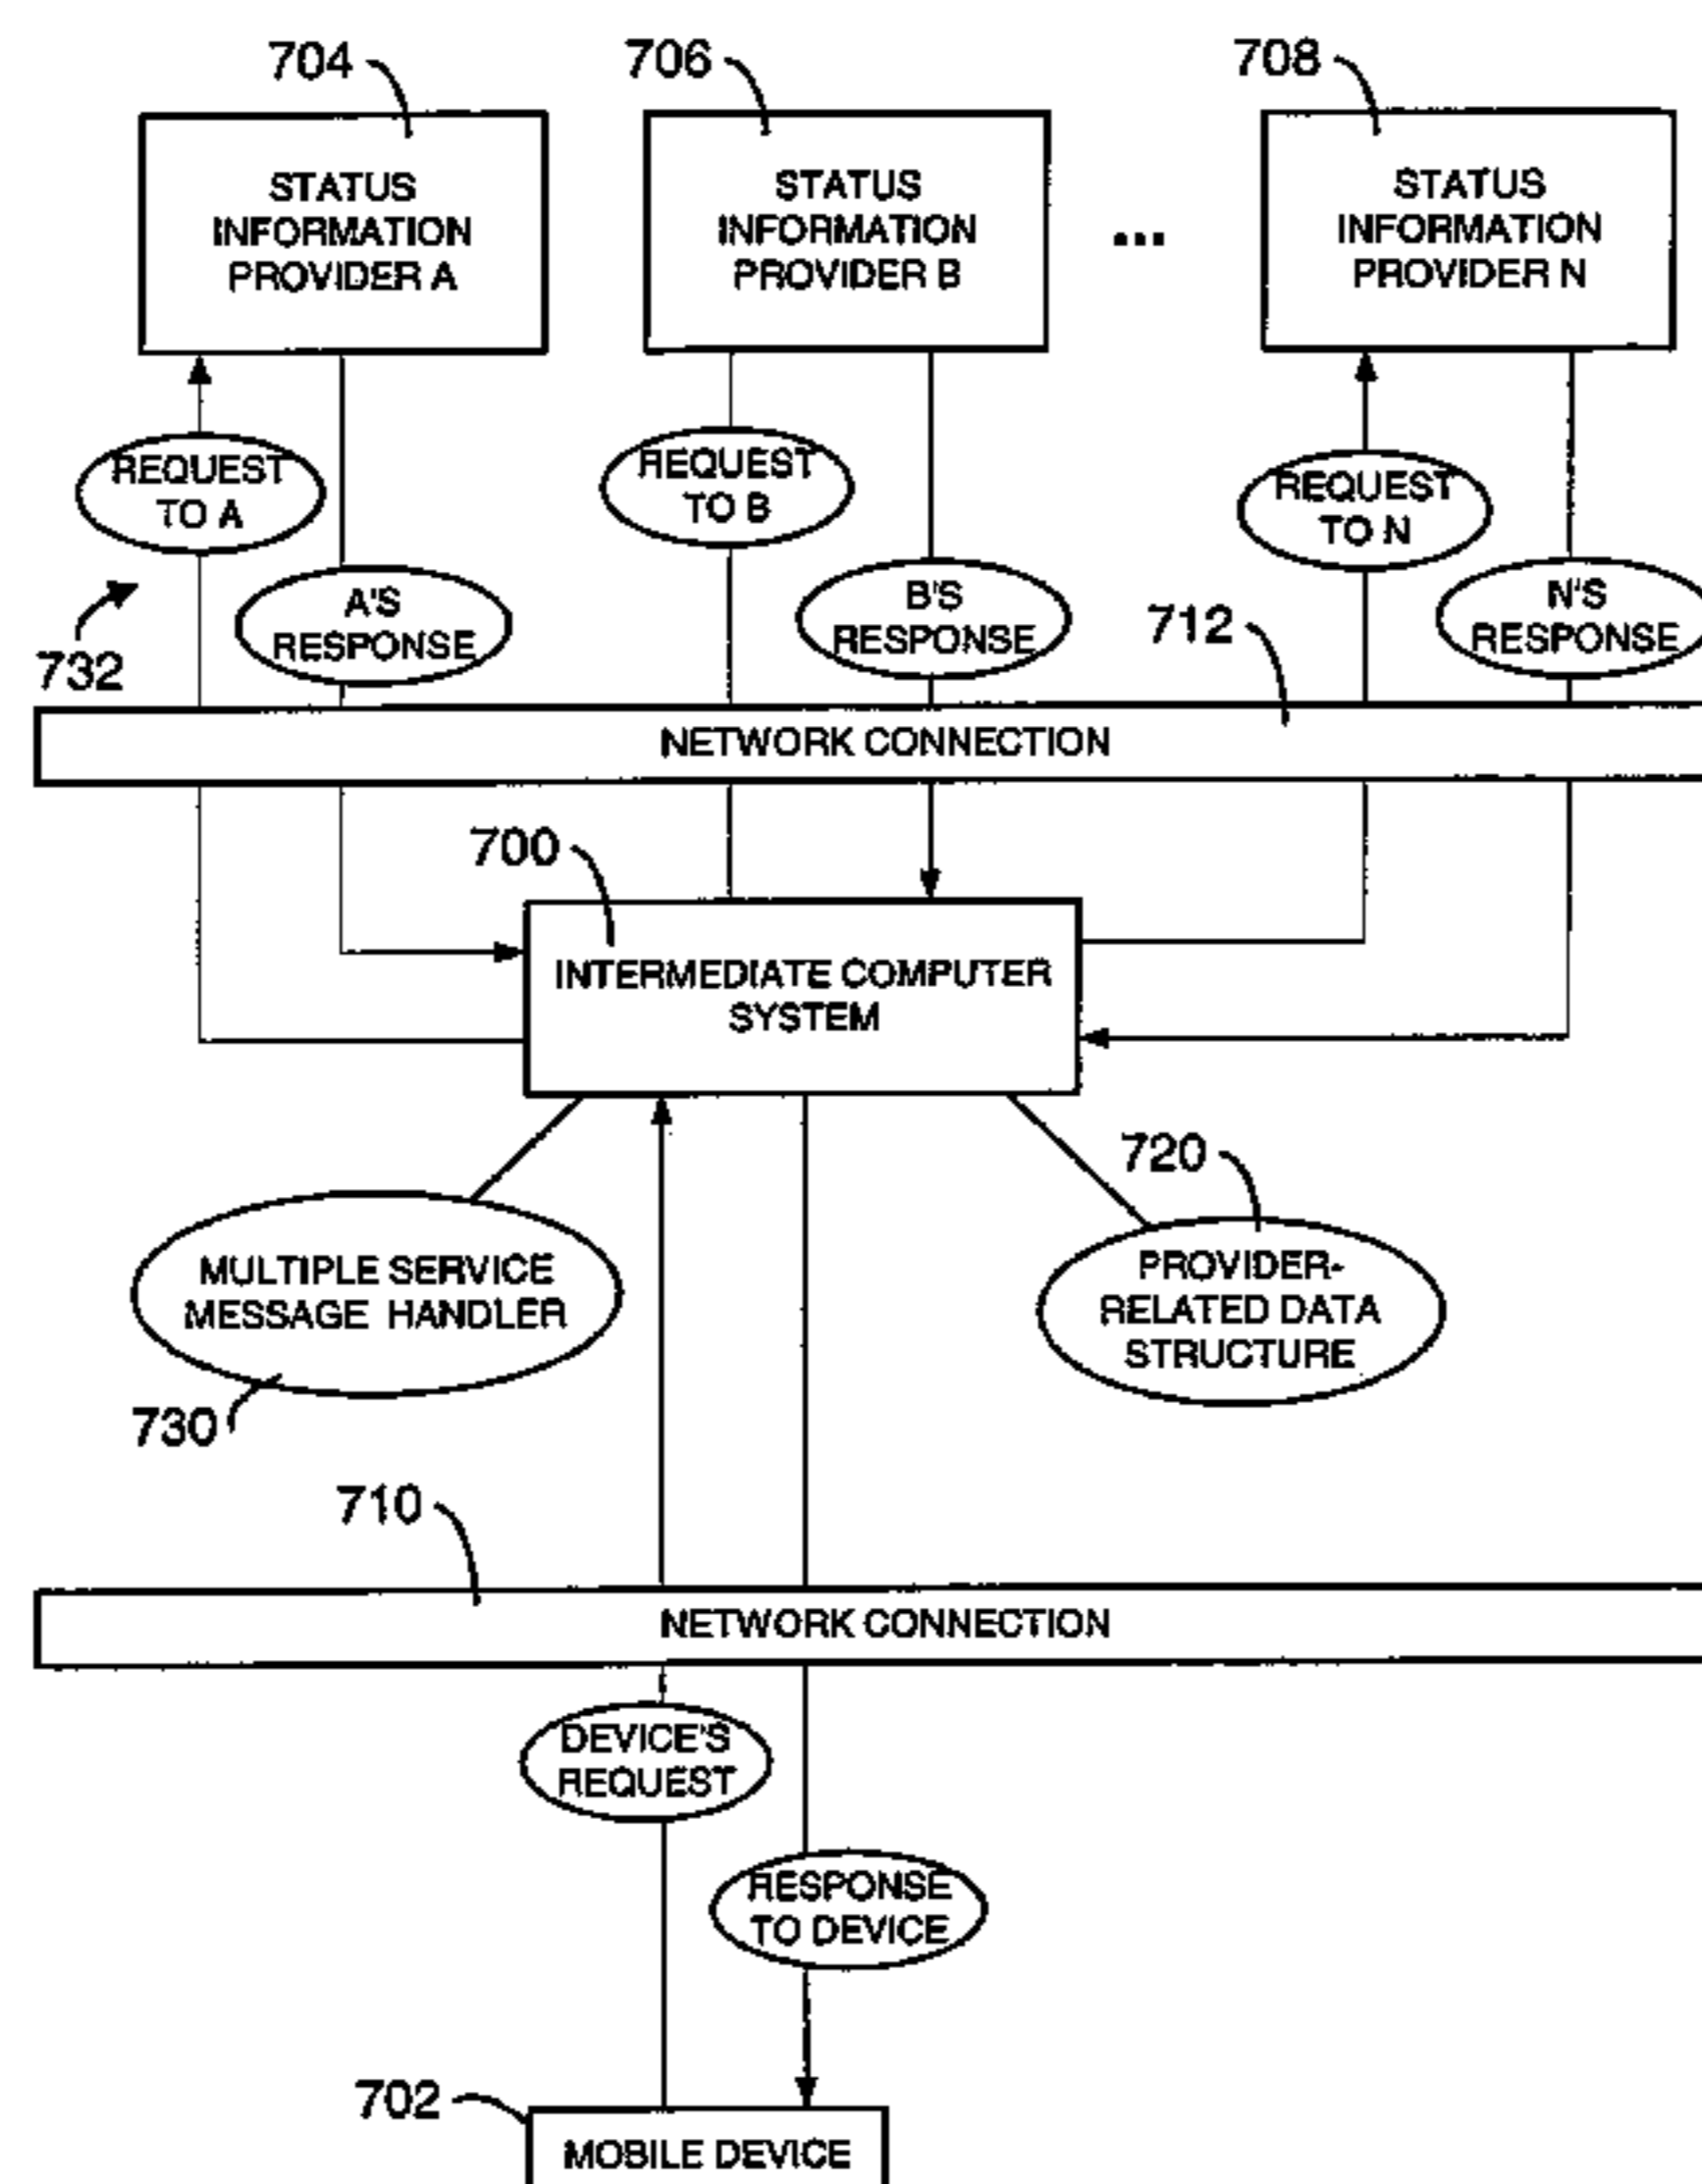 704
706
708
STATUS
INFORMATION
PROVIDER A
STATUS
INFORMATION
PROVIDER B
...
STATUS
INFORMATION
PROVIDER N
REQUEST
TO A
REQUEST
TO B
REQUEST
TO N
A'S
RESPONSE
B'S
RESPONSE
N'S
RESPONSE
732
712
NETWORK CONNECTION
700
INTERMEDIATE COMPUTER
SYSTEM
720
MULTIPLE SERVICE
MESSAGE HANDLER
PROVIDER-
RELATED DATA
STRUCTURE
730
710
NETWORK CONNECTION
DEVICE'S
REQUEST
RESPONSE
TO DEVICE
702
MOBILE DEVICE